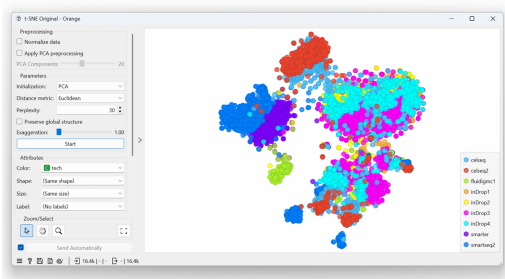 t-SNE Original - Orange
Preprocessing
Normalize data
Apply PCA preprocessing
PCA Components: 20
Parameters
Initialization: PCA
Distance metric: Euclidean
Perplexity: 30
Preserve global structure
Exaggeration: 1.00
Start
Attributes
Color: C tech
Shape: (Same shape)
Size: (Same size)
Label: (No labels)
Zoom/Select
Send Automatically
16.4k | - | - - | 16.4k
celseq
celseq2
fluidigmc1
inDrop1
inDrop2
inDrop3
inDrop4
smarter
smartseq2